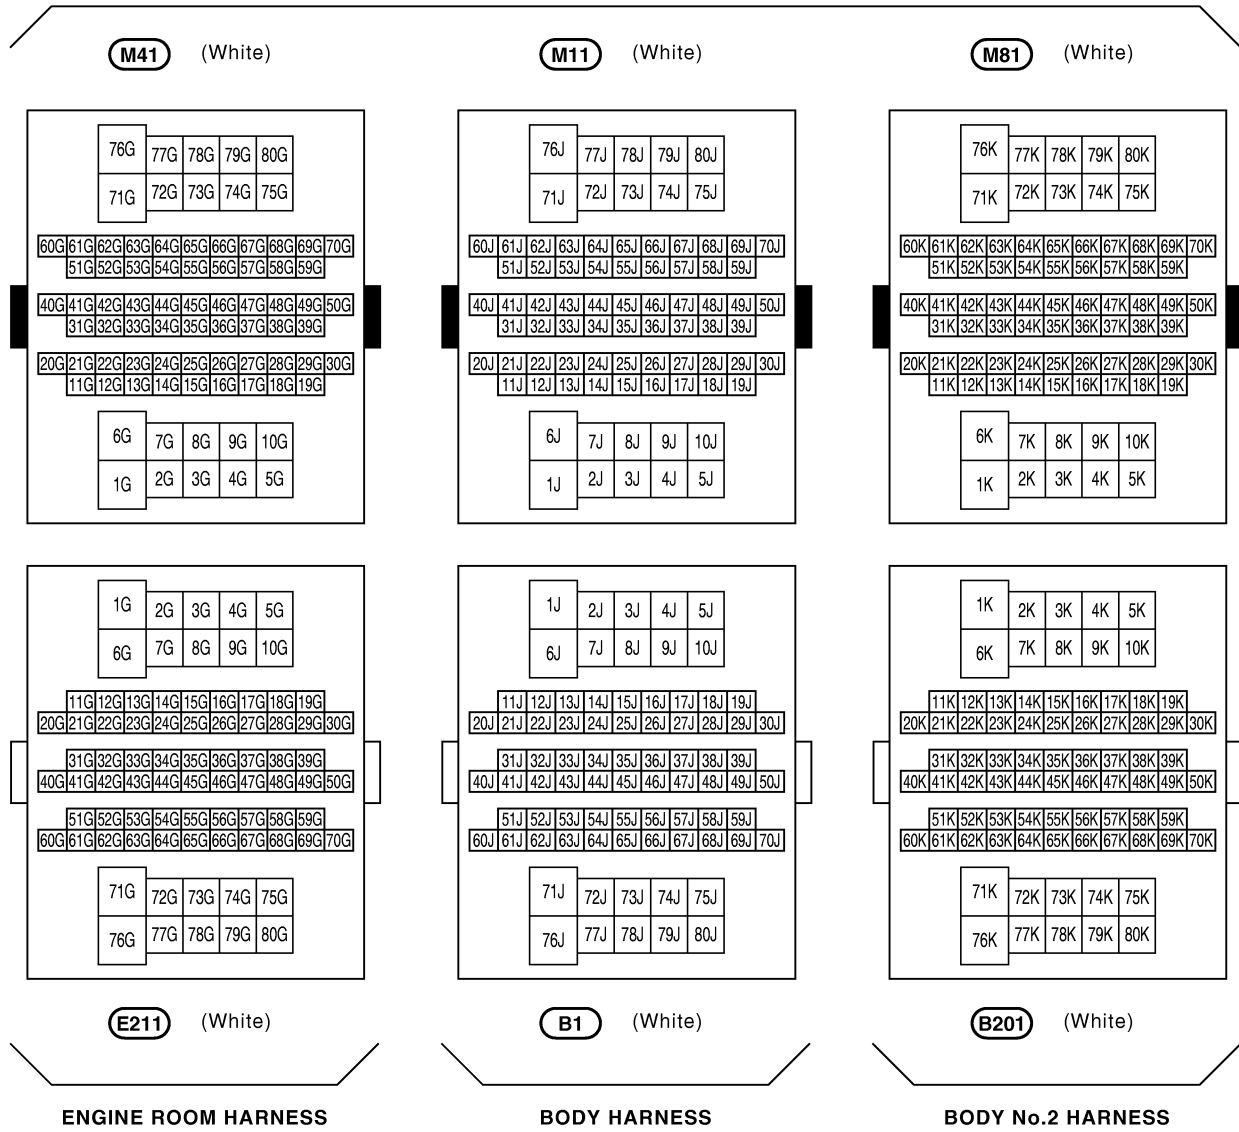 M41 (White) M11 (White) M81 (White)
76G 77G 78G 79G 80G 76J 77J 78J 79J 80J 76K 77K 78K 79K 80K
71G 72G 73G 74G 75G 71J 72J 73J 74J 75J 71K 72K 73K 74K 75K
60G 61G 62G 63G 64G 65G 66G 67G 68G 69G 70G 60J 61J 62J 63J 64J 65J 66J 67J 68J 69J 70J 60K 61K 62K 63K 64K 65K 66K 67K 68K 69K 70K
51G 52G 53G 54G 55G 56G 57G 58G 59G 51J 52J 53J 54J 55J 56J 57J 58J 59J 51K 52K 53K 54K 55K 56K 57K 58K 59K
40G 41G 42G 43G 44G 45G 46G 47G 48G 49G 50G 40J 41J 42J 43J 44J 45J 46J 47J 48J 49J 50J 40K 41K 42K 43K 44K 45K 46K 47K 48K 49K 50K
31G 32G 33G 34G 35G 36G 37G 38G 39G 31J 32J 33J 34J 35J 36J 37J 38J 39J 31K 32K 33K 34K 35K 36K 37K 38K 39K
20G 21G 22G 23G 24G 25G 26G 27G 28G 29G 30G 20J 21J 22J 23J 24J 25J 26J 27J 28J 29J 30J 20K 21K 22K 23K 24K 25K 26K 27K 28K 29K 30K
11G 12G 13G 14G 15G 16G 17G 18G 19G 11J 12J 13J 14J 15J 16J 17J 18J 19J 11K 12K 13K 14K 15K 16K 17K 18K 19K
6G 7G 8G 9G 10G 6J 7J 8J 9J 10J 6K 7K 8K 9K 10K
1G 2G 3G 4G 5G 1J 2J 3J 4J 5J 1K 2K 3K 4K 5K
1G 2G 3G 4G 5G 1J 2J 3J 4J 5J 1K 2K 3K 4K 5K
6G 7G 8G 9G 10G 6J 7J 8J 9J 10J 6K 7K 8K 9K 10K
11G 12G 13G 14G 15G 16G 17G 18G 19G 11J 12J 13J 14J 15J 16J 17J 18J 19J 11K 12K 13K 14K 15K 16K 17K 18K 19K
20G 21G 22G 23G 24G 25G 26G 27G 28G 29G 30G 20J 21J 22J 23J 24J 25J 26J 27J 28J 29J 30J 20K 21K 22K 23K 24K 25K 26K 27K 28K 29K 30K
31G 32G 33G 34G 35G 36G 37G 38G 39G 31J 32J 33J 34J 35J 36J 37J 38J 39J 31K 32K 33K 34K 35K 36K 37K 38K 39K
40G 41G 42G 43G 44G 45G 46G 47G 48G 49G 50G 40J 41J 42J 43J 44J 45J 46J 47J 48J 49J 50J 40K 41K 42K 43K 44K 45K 46K 47K 48K 49K 50K
51G 52G 53G 54G 55G 56G 57G 58G 59G 51J 52J 53J 54J 55J 56J 57J 58J 59J 51K 52K 53K 54K 55K 56K 57K 58K 59K
60G 61G 62G 63G 64G 65G 66G 67G 68G 69G 70G 60J 61J 62J 63J 64J 65J 66J 67J 68J 69J 70J 60K 61K 62K 63K 64K 65K 66K 67K 68K 69K 70K
71G 72G 73G 74G 75G 71J 72J 73J 74J 75J 71K 72K 73K 74K 75K
76G 77G 78G 79G 80G 76J 77J 78J 79J 80J 76K 77K 78K 79K 80K
E211 (White) B1 (White) B201 (White)
ENGINE ROOM HARNESS BODY HARNESS BODY No.2 HARNESS